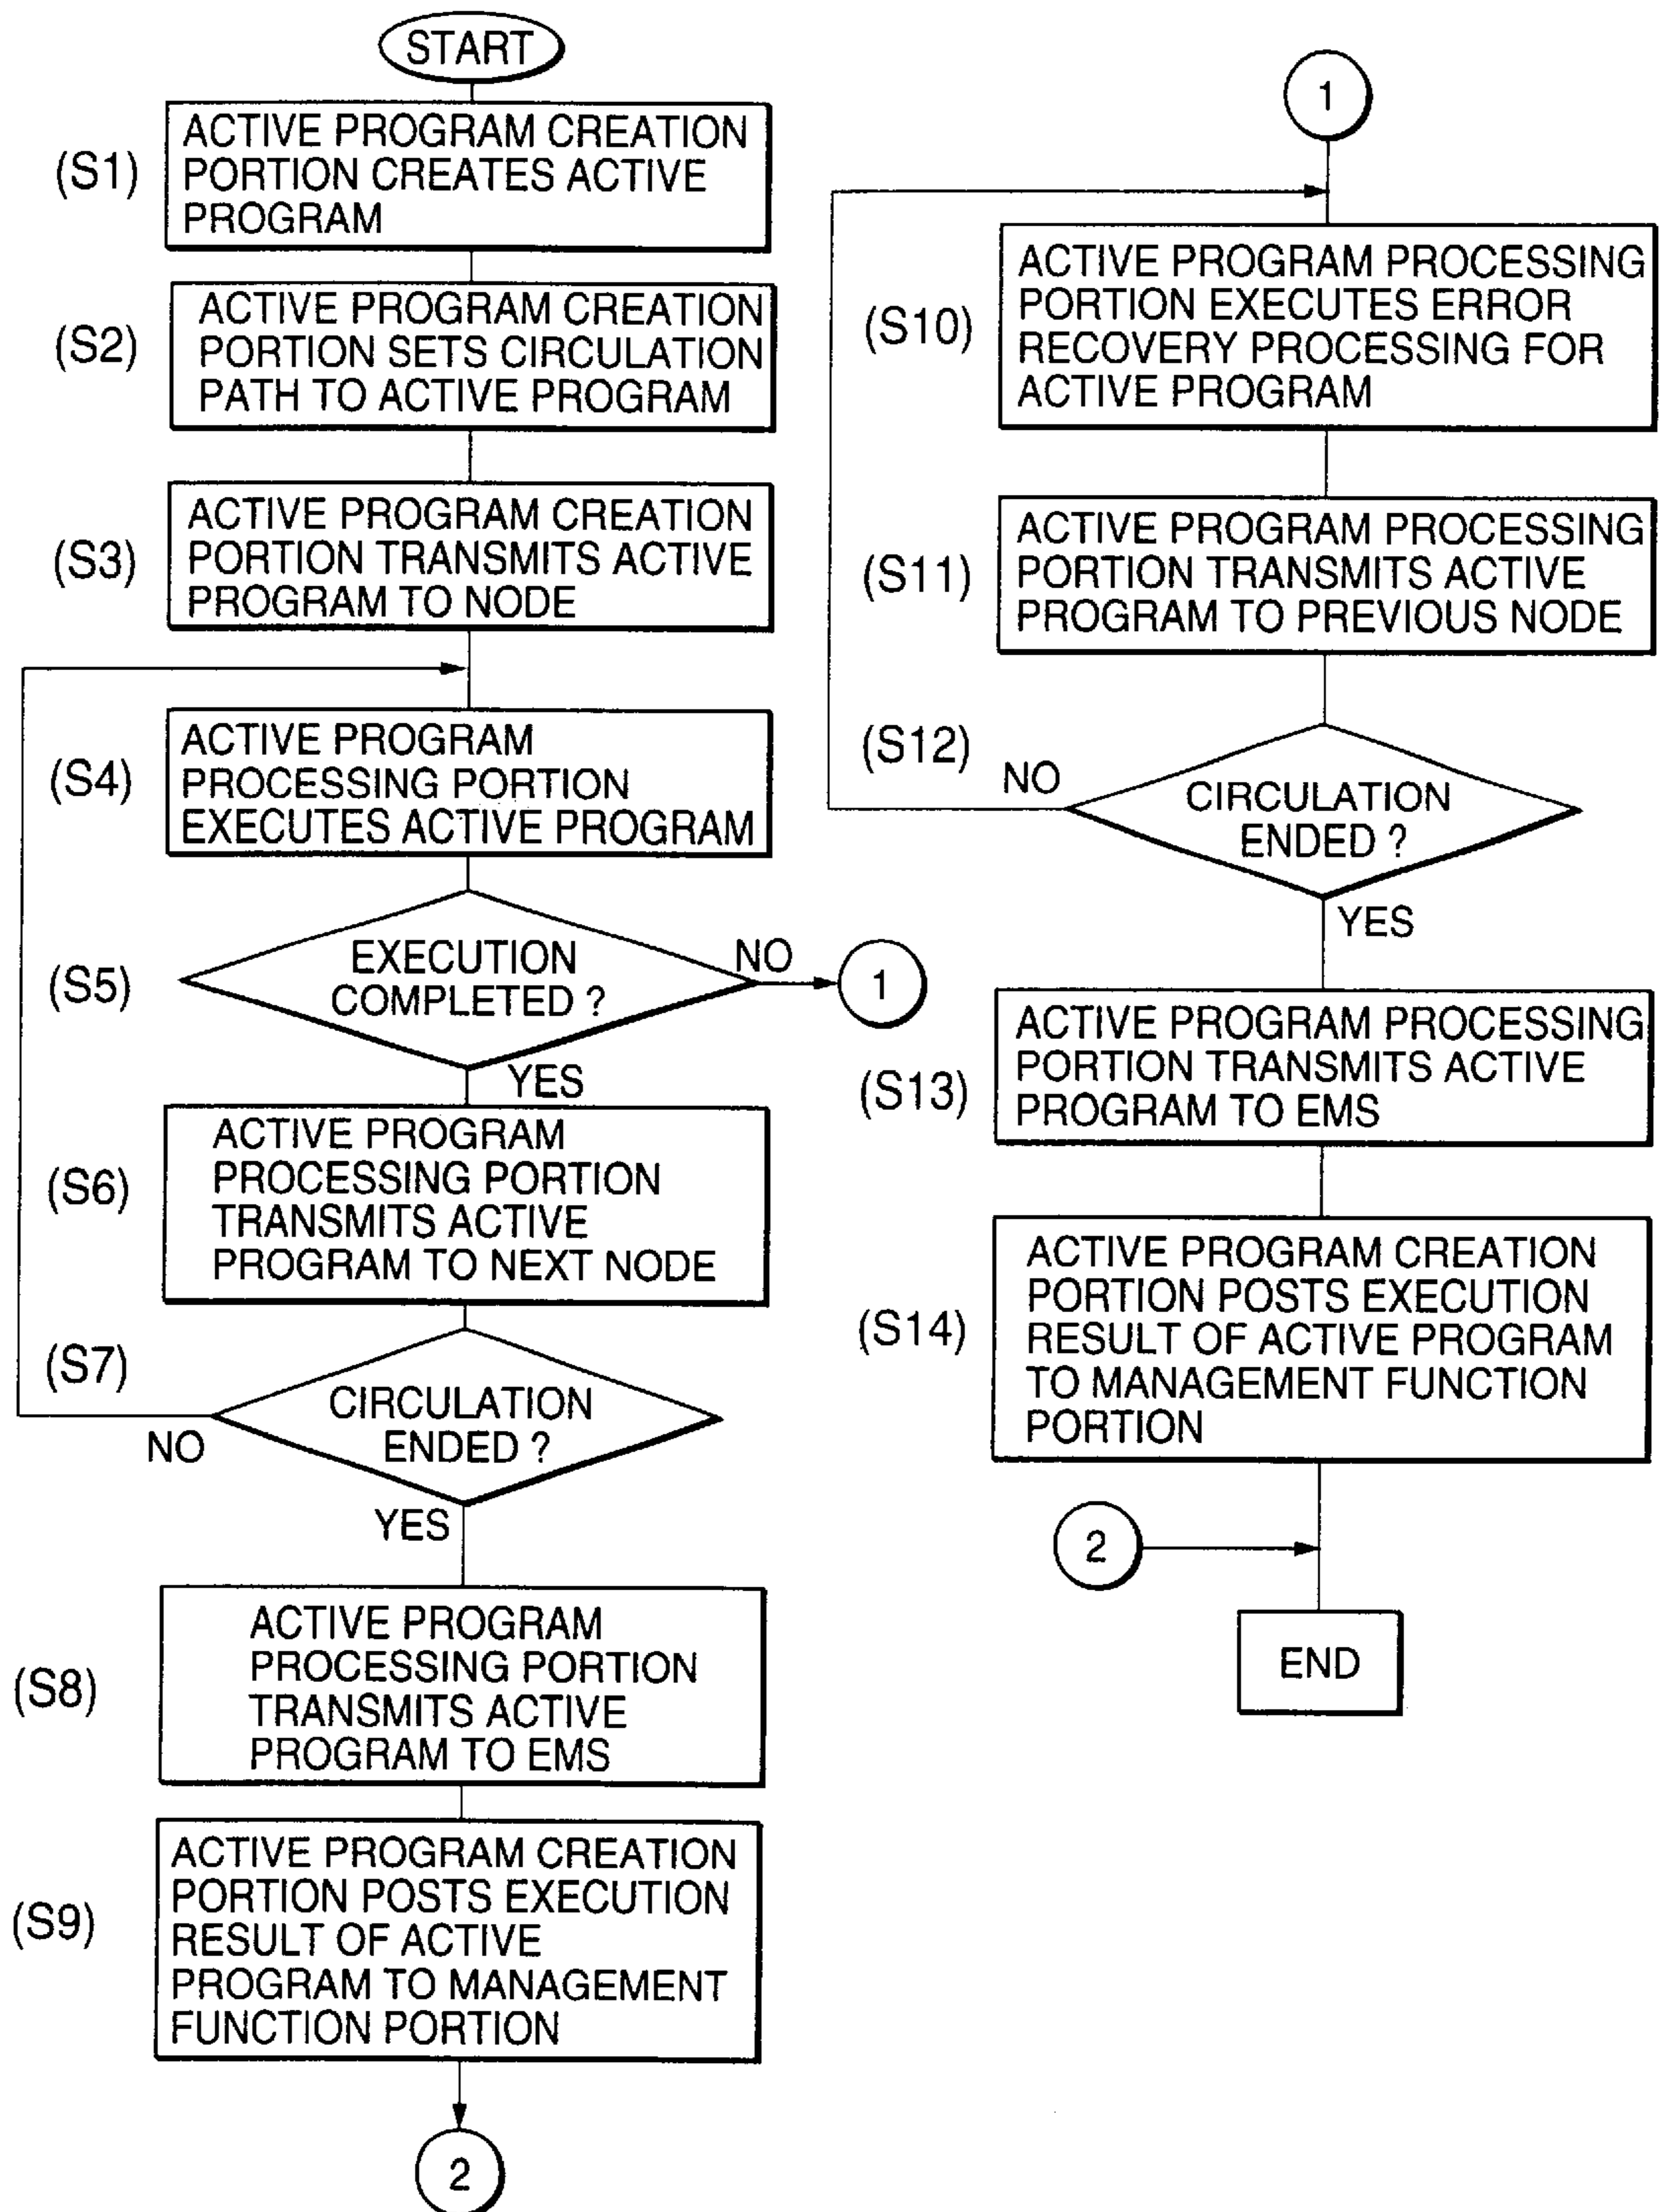 START
(S1)
ACTIVE PROGRAM CREATION
PORTION CREATES ACTIVE
PROGRAM
(S2)
ACTIVE PROGRAM CREATION
PORTION SETS CIRCULATION
PATH TO ACTIVE PROGRAM
(S3)
ACTIVE PROGRAM CREATION
PORTION TRANSMITS ACTIVE
PROGRAM TO NODE
(S4)
ACTIVE PROGRAM
PROCESSING PORTION
EXECUTES ACTIVE PROGRAM
(S5)
EXECUTION
COMPLETED ?
NO
1
YES
(S6)
ACTIVE PROGRAM
PROCESSING PORTION
TRANSMITS ACTIVE
PROGRAM TO NEXT NODE
(S7)
CIRCULATION
ENDED ?
NO
YES
(S8)
ACTIVE PROGRAM
PROCESSING PORTION
TRANSMITS ACTIVE
PROGRAM TO EMS
(S9)
ACTIVE PROGRAM CREATION
PORTION POSTS EXECUTION
RESULT OF ACTIVE
PROGRAM TO MANAGEMENT
FUNCTION PORTION
2
1
(S10)
ACTIVE PROGRAM PROCESSING
PORTION EXECUTES ERROR
RECOVERY PROCESSING FOR
ACTIVE PROGRAM
(S11)
ACTIVE PROGRAM PROCESSING
PORTION TRANSMITS ACTIVE
PROGRAM TO PREVIOUS NODE
(S12)
NO
CIRCULATION
ENDED ?
YES
(S13)
ACTIVE PROGRAM PROCESSING
PORTION TRANSMITS ACTIVE
PROGRAM TO EMS
(S14)
ACTIVE PROGRAM CREATION
PORTION POSTS EXECUTION
RESULT OF ACTIVE PROGRAM
TO MANAGEMENT FUNCTION
PORTION
2
END